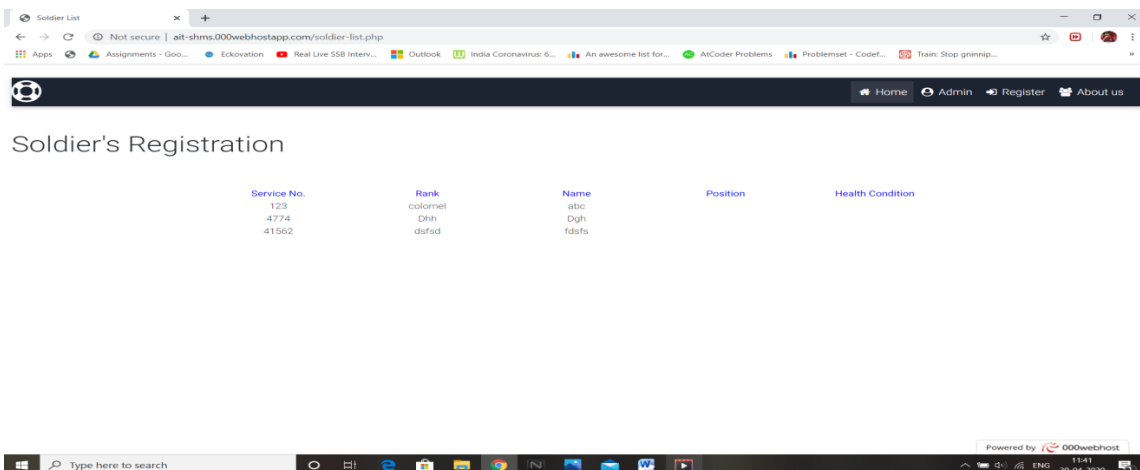 Soldier List
Not secure | ait-shms.000webhostapp.com/soldier-list.php
Apps Assignments - Goo... Eckovation Real Live SSB Interv... Outlook India Coronavirus: 6... An awesome list for... AtCoder Problems Problemset - Codef... Train: Stop gninnip...
Home Admin Register About us
Soldier's Registration
Service No. Rank Name Position Health Condition
123 colomel abc
4774 Dhh Dgh
41562 dsfsd fdsfs
Powered by 000webhost
Type here to search ENG 11:41
29-04-2020